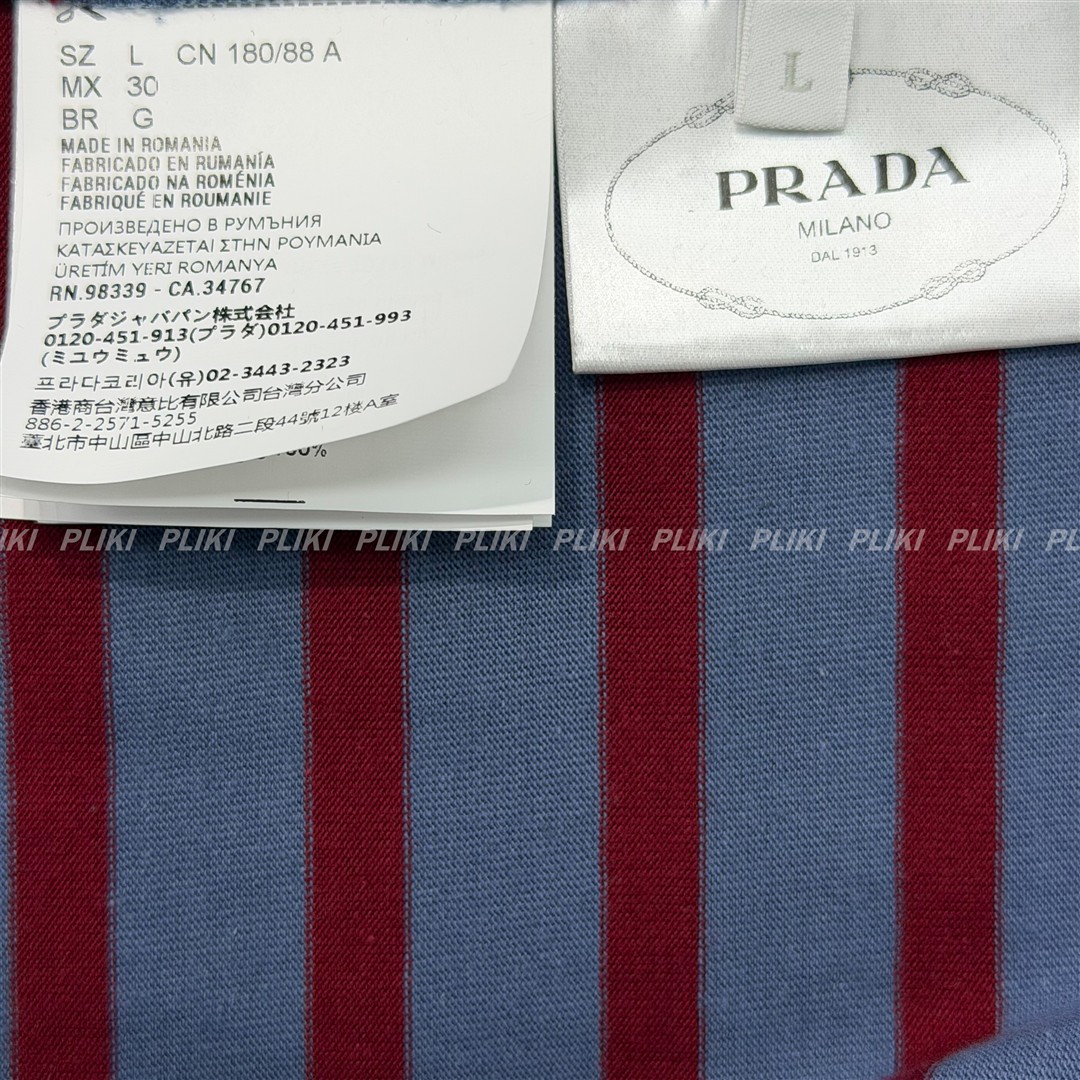 SZ L CN 180/88 A
MX 30
BR G
MADE IN ROMANIA
FABRICADO EN RUMANÍA
FABRICADO NA ROMÉNIA
FABRIQUÉ EN ROUMANIE
ПРОИЗВЕДЕНО В РУМЪНИЯ
ΚΑΤΑΣΚΕΥΑΖΕΤΑΙ ΣΤΗΝ ΡΟΥΜΑΝΙΑ
ÜRETİM YERI ROMANYA
RN.98339 - CA.34767
プラダジャパバン株式会社
0120-451-913(プラダ)0120-451-993
(ミユウミュウ)
프라다코리아(유)02-3443-2323
香港商台灣意比有限公司台灣分公司
886-2-2571-5255
臺北市中山區中山北路二段44號12楼A室
L
PRADA
MILANO
DAL 1913
PLIKI PLIKI PLIKI PLIKI PLIKI PLIKI PLIKI PLIKI PLIKI PLIKI